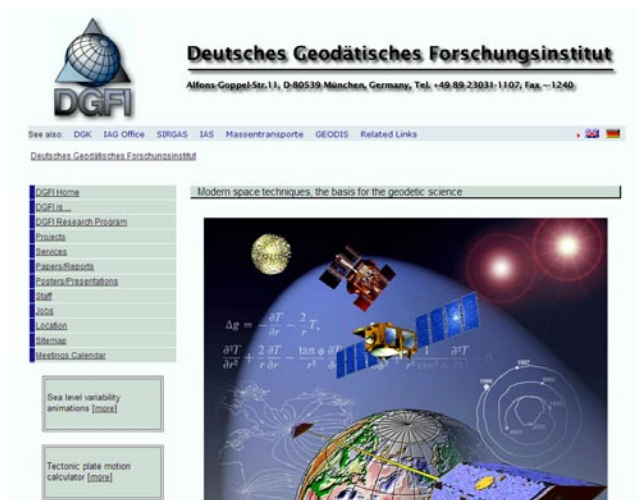 DGFI
Deutsches Geodätisches Forschungsinstitut
Alfons-Goppel-Str.11, D-80539 München, Germany, Tel. +49 89 23031-1107, Fax ~1240
See also: DGK IAG Office SIRGAS IAS Massentransporte GEODIS Related Links
Deutsches Geodätisches Forschungsinstitut
Modern space techniques, the basis for the geodetic science
DGFI Home
DGFI is ...
DGFI Research Program
Projects
Services
Papers/Reports
Posters/Presentations
Staff
Jobs
Location
Sitemap
Meetings Calendar
Sea level variability
animations [more]
Tectonic plate motion
calculator [more]
Δg = − ∂T/∂r − 2/r T,